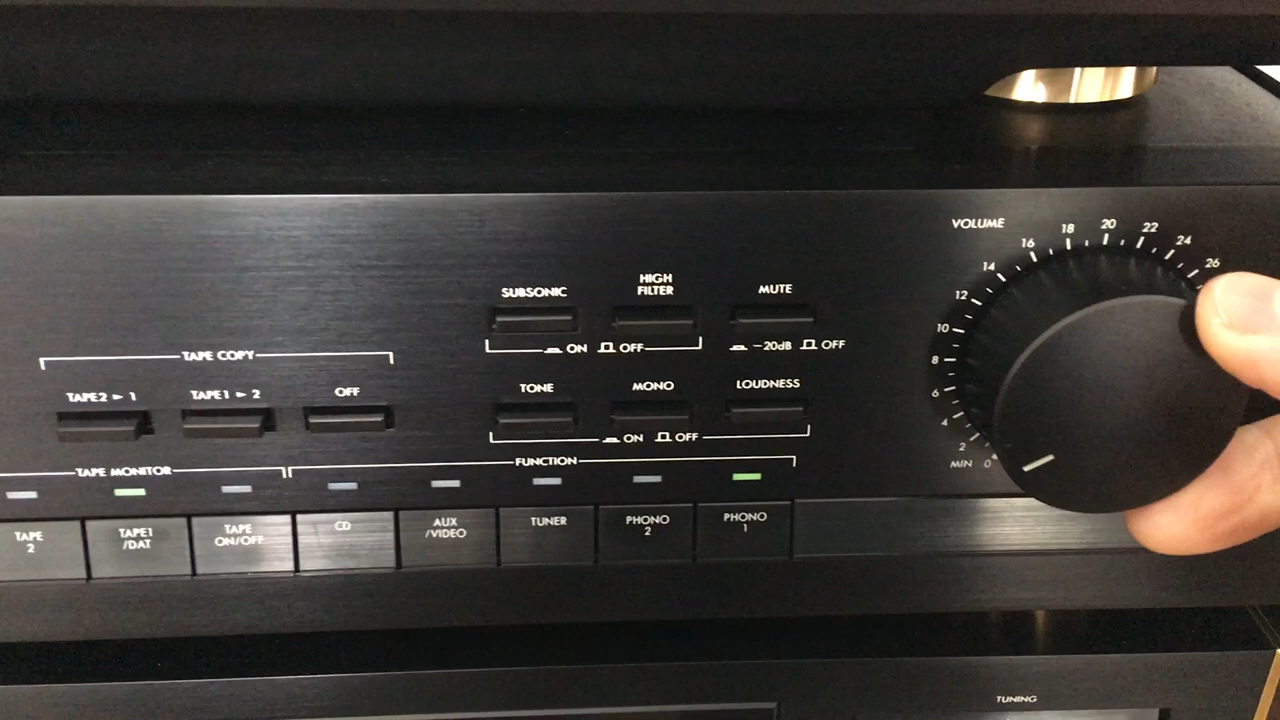 VOLUME
16 18 20 22 24
14 26
12
10
8
6
4
2
MIN 0
SUBSONIC
HIGH
FILTER
MUTE
ON OFF
−20dB OFF
TAPE COPY
TAPE2 ► 1
TAPE1 ► 2
OFF
TONE
MONO
LOUDNESS
ON OFF
TAPE MONITOR
FUNCTION
TAPE
2
TAPE1
/DAT
TAPE
ON/OFF
CD
AUX
/VIDEO
TUNER
PHONO
2
PHONO
1
TUNING